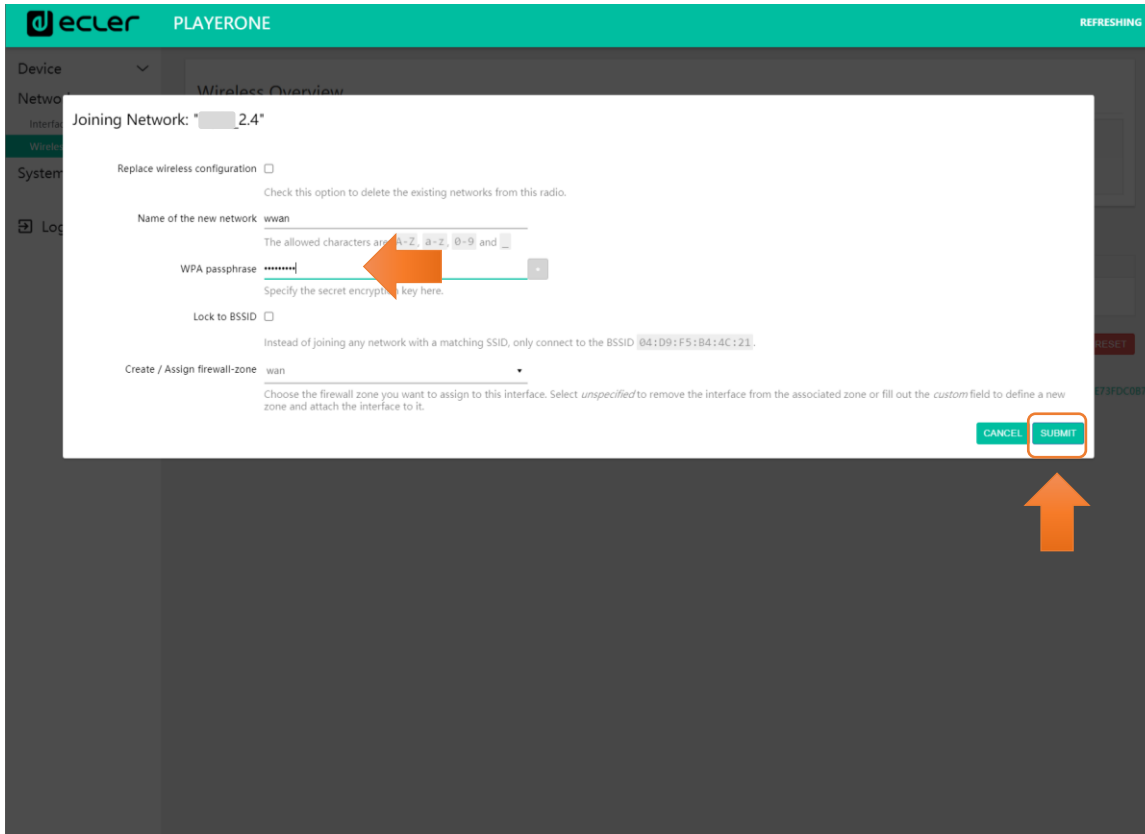 ecler PLAYERONE REFRESHING
Device
Wireless Overview
Joining Network: " _2.4"
System
Replace wireless configuration
Check this option to delete the existing networks from this radio.
Name of the new network wwan
The allowed characters are A-Z, a-z, 0-9 and _
WPA passphrase •••••••••
Specify the secret encryption key here.
Lock to BSSID
Instead of joining any network with a matching SSID, only connect to the BSSID 04:D9:F5:B4:4C:21.
RESET
Create / Assign firewall-zone wan
Choose the firewall zone you want to assign to this interface. Select unspecified to remove the interface from the associated zone or fill out the custom field to define a new
zone and attach the interface to it.
CANCEL SUBMIT